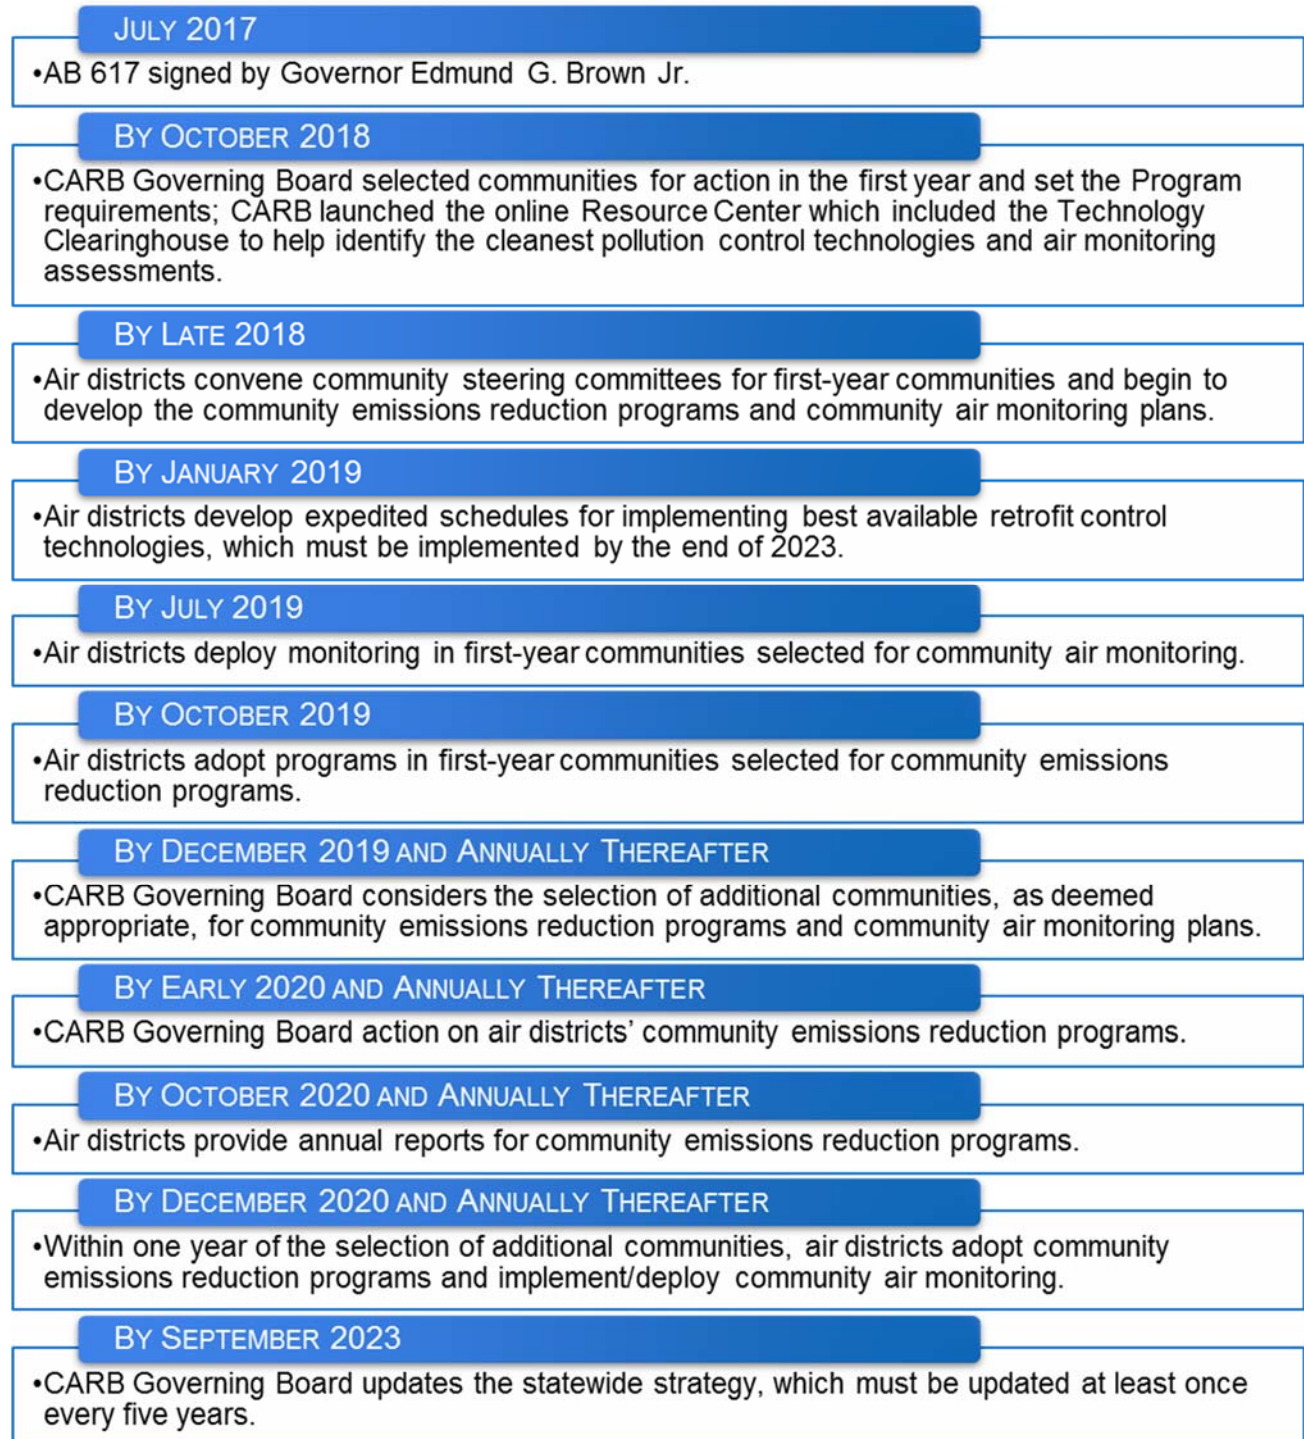 JULY 2017
•AB 617 signed by Governor Edmund G. Brown Jr.
BY OCTOBER 2018
•CARB Governing Board selected communities for action in the first year and set the Program
requirements; CARB launched the online Resource Center which included the Technology
Clearinghouse to help identify the cleanest pollution control technologies and air monitoring
assessments.
BY LATE 2018
•Air districts convene community steering committees for first-year communities and begin to
develop the community emissions reduction programs and community air monitoring plans.
BY JANUARY 2019
•Air districts develop expedited schedules for implementing best available retrofit control
technologies, which must be implemented by the end of 2023.
BY JULY 2019
•Air districts deploy monitoring in first-year communities selected for community air monitoring.
BY OCTOBER 2019
•Air districts adopt programs in first-year communities selected for community emissions
reduction programs.
BY DECEMBER 2019 AND ANNUALLY THEREAFTER
•CARB Governing Board considers the selection of additional communities, as deemed
appropriate, for community emissions reduction programs and community air monitoring plans.
BY EARLY 2020 AND ANNUALLY THEREAFTER
•CARB Governing Board action on air districts’ community emissions reduction programs.
BY OCTOBER 2020 AND ANNUALLY THEREAFTER
•Air districts provide annual reports for community emissions reduction programs.
BY DECEMBER 2020 AND ANNUALLY THEREAFTER
•Within one year of the selection of additional communities, air districts adopt community
emissions reduction programs and implement/deploy community air monitoring.
BY SEPTEMBER 2023
•CARB Governing Board updates the statewide strategy, which must be updated at least once
every five years.